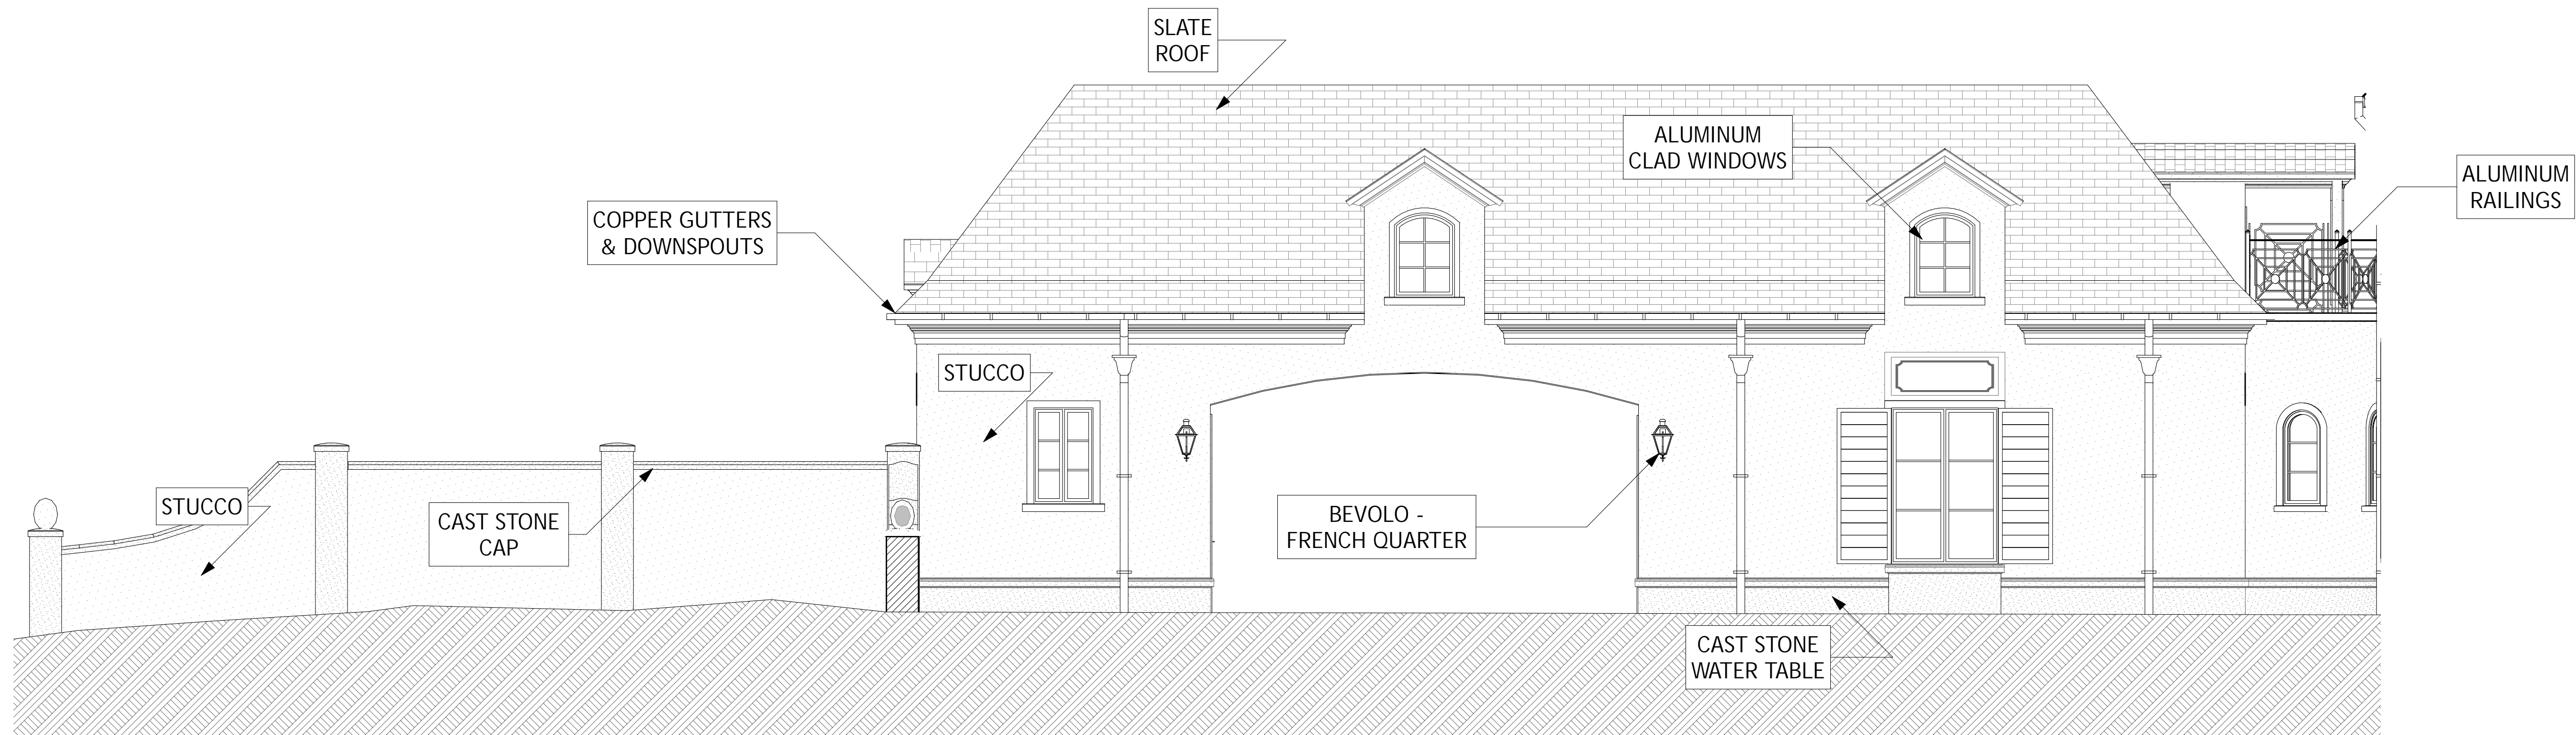 SLATE
ROOF
ALUMINUM
CLAD WINDOWS
ALUMINUM
RAILINGS
COPPER GUTTERS
& DOWNSPOUTS
STUCCO
STUCCO
CAST STONE
CAP
BEVOLO -
FRENCH QUARTER
CAST STONE
WATER TABLE